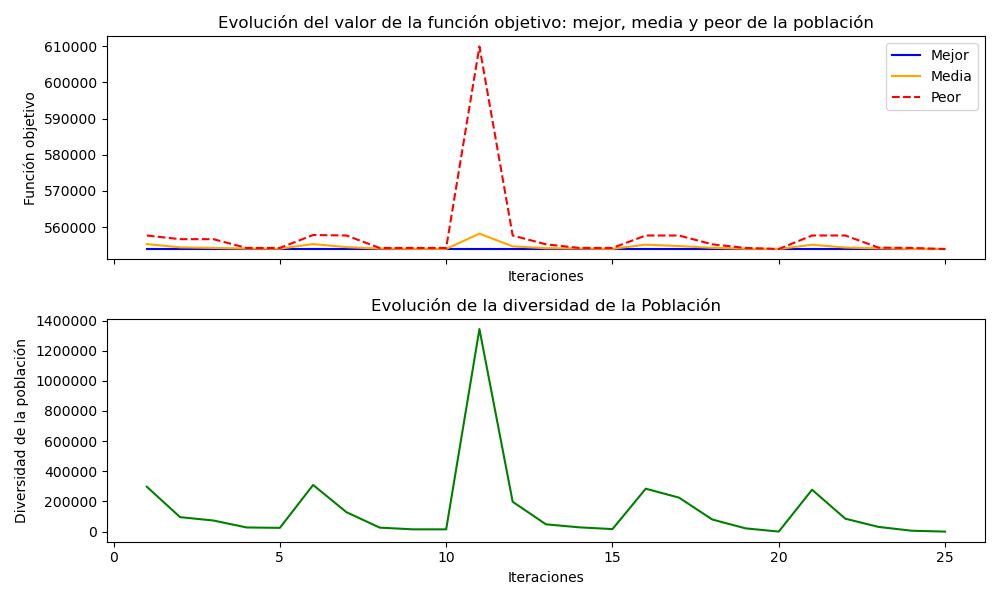 Evolución del valor de la función objetivo: mejor, media y peor de la población
610000
600000
590000
580000
570000
560000
Función objetivo
Mejor
Media
Peor
Iteraciones
Evolución de la diversidad de la Población
1400000
1200000
1000000
800000
600000
400000
200000
0
Diversidad de la población
0 5 10 15 20 25
Iteraciones